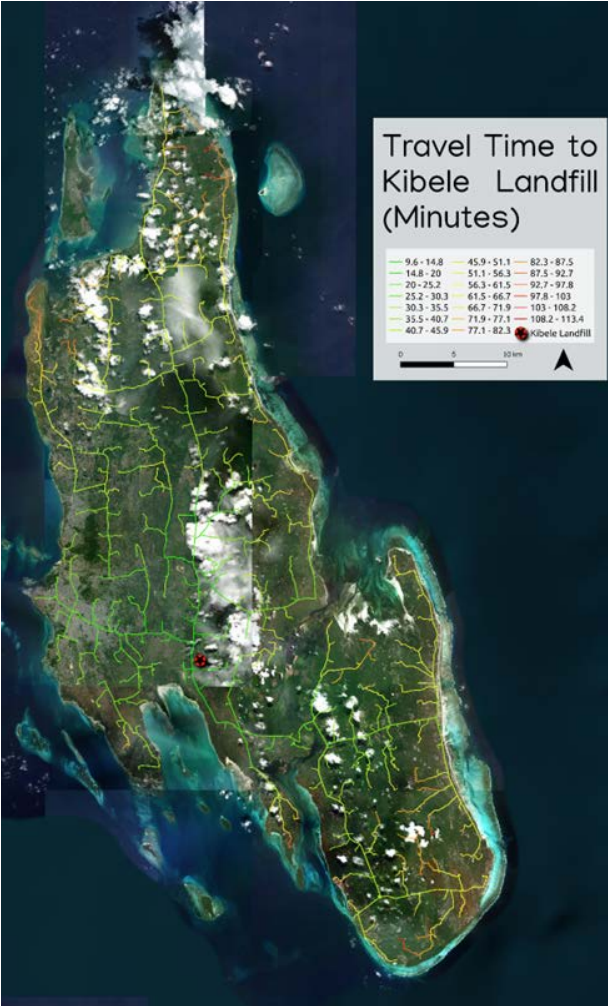 Travel Time to
Kibele Landfill
(Minutes)
9.6 - 14.8
14.8 - 20
20 - 25.2
25.2 - 30.3
30.3 - 35.5
35.5 - 40.7
40.7 - 45.9
45.9 - 51.1
51.1 - 56.3
56.3 - 61.5
61.5 - 66.7
66.7 - 71.9
71.9 - 77.1
77.1 - 82.3
82.3 - 87.5
87.5 - 92.7
92.7 - 97.8
97.8 - 103
103 - 108.2
108.2 - 113.4
Kibele Landfill
0 5 10 km